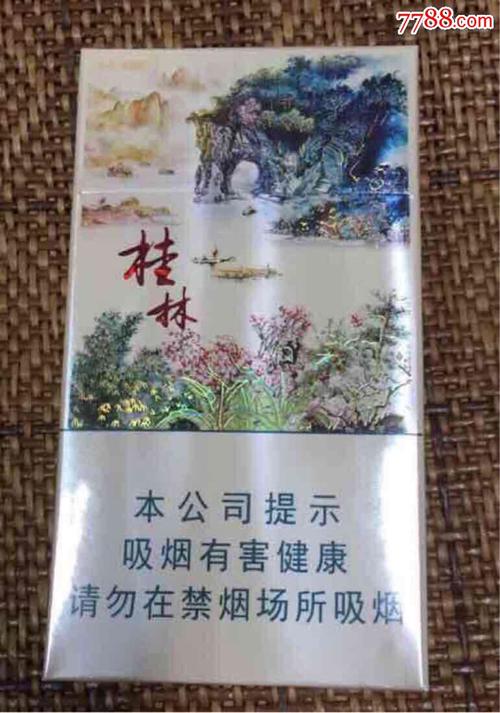 7788.com
桂
林
本公司提示
吸烟有害健康
请勿在禁烟场所吸烟